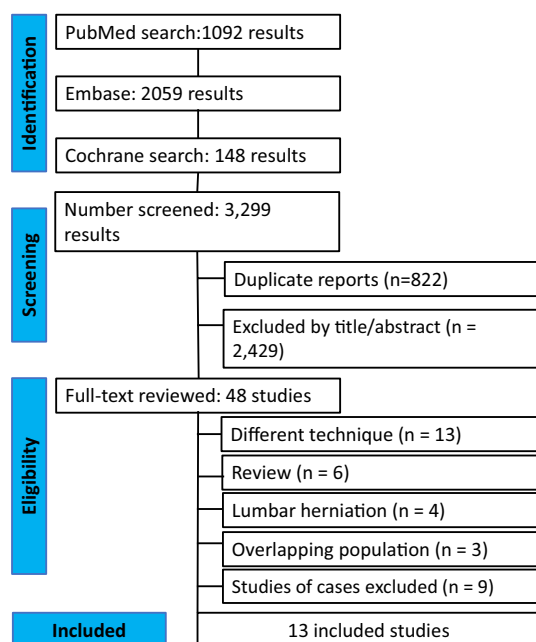 Identification
PubMed search:1092 results
Embase: 2059 results
Cochrane search: 148 results
Screening
Number screened: 3,299
results
Duplicate reports (n=822)
Excluded by title/abstract (n =
2,429)
Eligibility
Full-text reviewed: 48 studies
Different technique (n = 13)
Review (n = 6)
Lumbar herniation (n = 4)
Overlapping population (n = 3)
Studies of cases excluded (n = 9)
Included
13 included studies